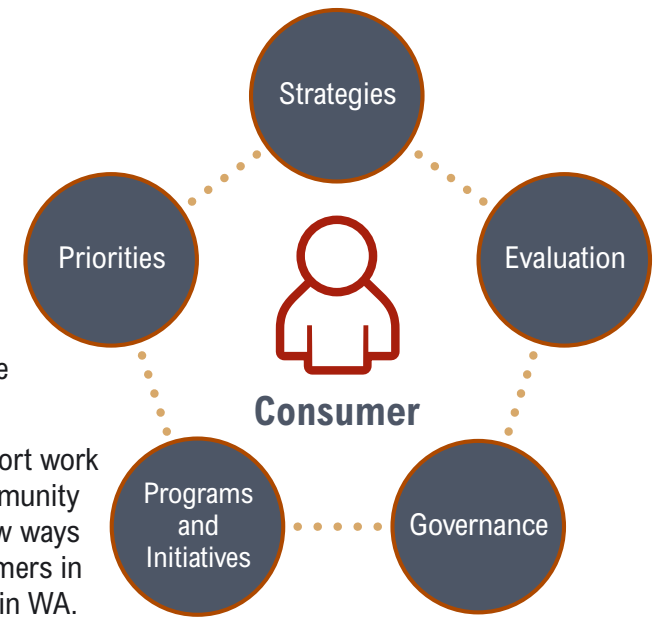 Strategies
Priorities
Evaluation
Consumer
Programs
and
Initiatives
Governance
e
ort work
munity
w ways
mers in
in WA.